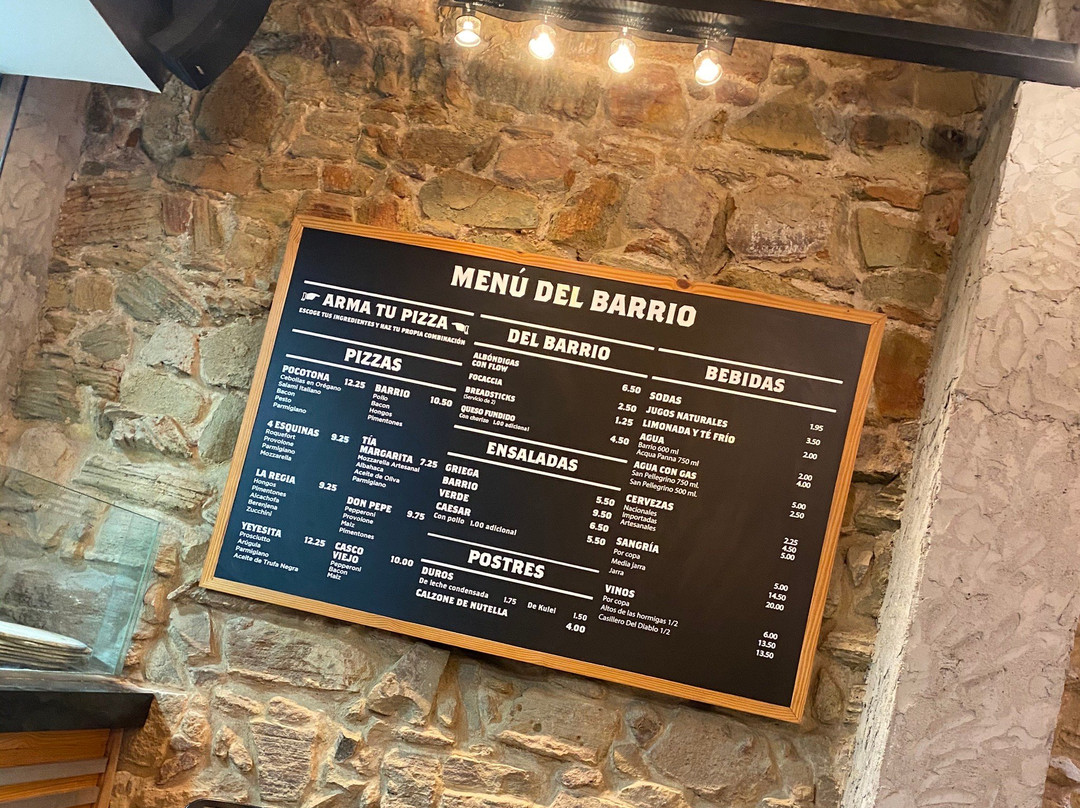 MENÚ DEL BARRIO
ARMA TU PIZZA
ESCOGE TUS INGREDIENTES Y HAZ TU PROPIA COMBINACIÓN
PIZZAS
POCOTONA 12.25
Cebollas en Orégano
Salami Italiano
Bacon
Pesto
Parmigiano
4 ESQUINAS 9.25
Roquefort
Provolone
Parmigiano
Mozzarella
LA REGIA 9.25
Hongos
Pimentones
Alcachofa
Berenjena
Zucchini
YEYESITA 12.25
Prosciutto
Arúgula
Parmigiano
Aceite de Trufa Negra
BARRIO 10.50
Pollo
Bacon
Hongos
Pimentones
TÍA
MARGARITA 7.25
Mozzarella Artesanal
Albahaca
Aceite de Oliva
Parmigiano
DON PEPE 9.75
Pepperoni
Provolone
Maíz
Pimentones
CASCO
VIEJO 10.00
Pepperoni
Bacon
Maíz
DEL BARRIO
ALBÓNDIGAS
CON FLOW 6.50
FOCACCIA 2.50
BREADSTICKS 1.25
(Servicio de 2)
QUESO FUNDIDO 4.50
Con chorizo 1.00 adicional
ENSALADAS
GRIEGA 5.50
BARRIO 9.50
VERDE 6.50
CAESAR 5.50
Con pollo 1.00 adicional
POSTRES
DUROS
De leche condensada 1.75 De Kulei 1.50
CALZONE DE NUTELLA 4.00
BEBIDAS
SODAS 1.95
JUGOS NATURALES 3.50
LIMONADA Y TÉ FRÍO 2.00
AGUA
Barrio 600 ml 2.00
Acqua Panna 750 ml 4.00
AGUA CON GAS
San Pellegrino 750 ml. 5.00
San Pellegrino 500 ml. 2.50
CERVEZAS
Nacionales 2.25
Importadas 4.50
Artesanales 5.00
SANGRÍA
Por copa 5.00
Media Jarra 14.50
Jarra 20.00
VINOS
Por copa 6.00
Altos de las hormigas 1/2 13.50
Casillero Del Diablo 1/2 13.50